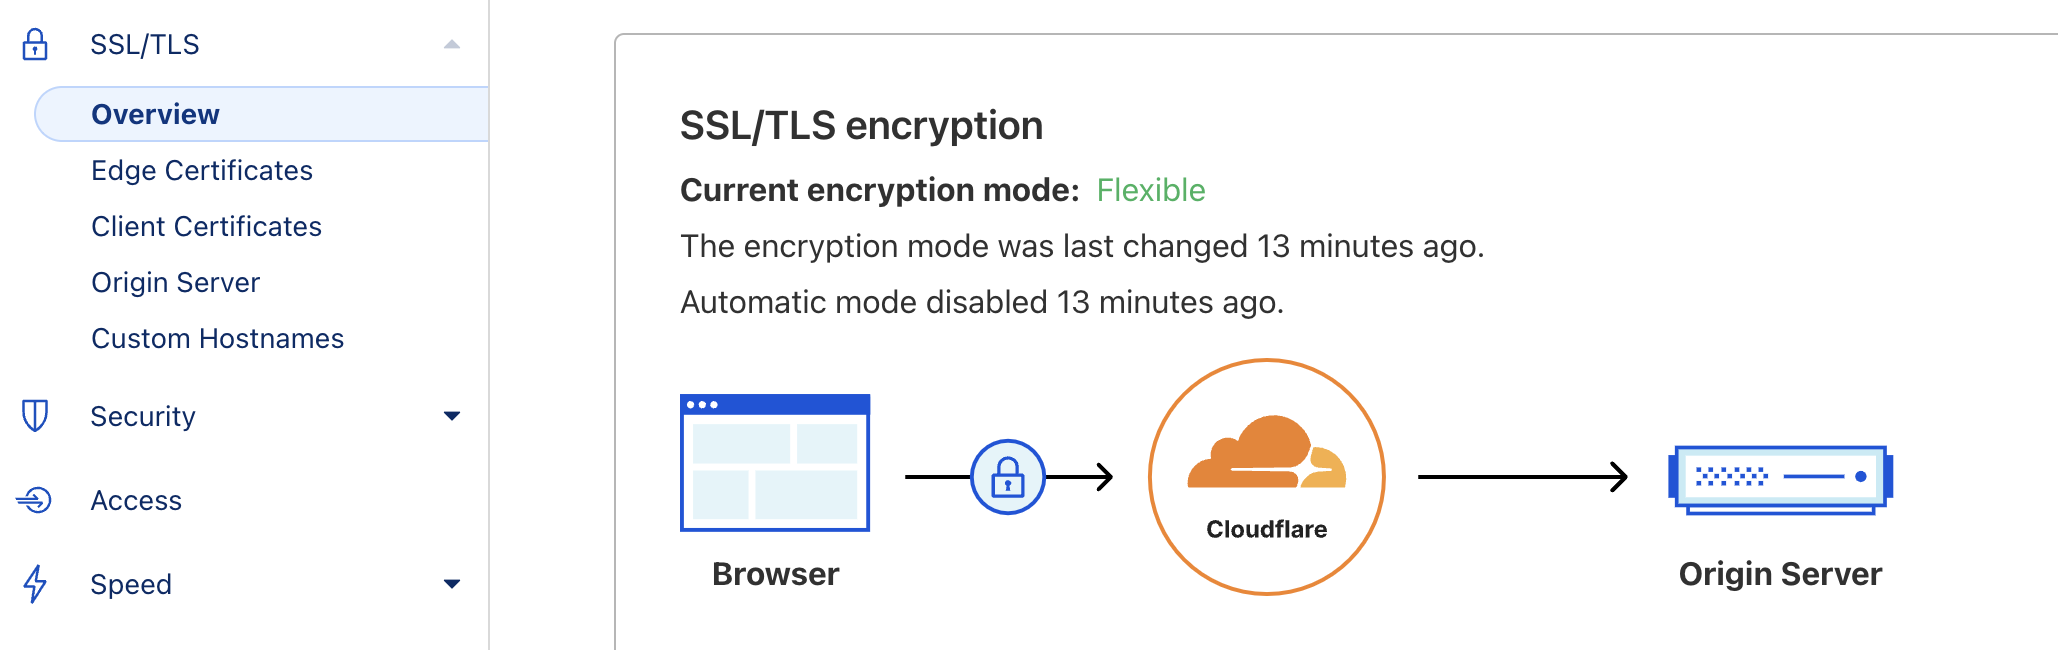 SSL/TLS
Overview
Edge Certificates
Client Certificates
Origin Server
Custom Hostnames
Security
Access
Speed
SSL/TLS encryption
Current encryption mode: Flexible
The encryption mode was last changed 13 minutes ago.
Automatic mode disabled 13 minutes ago.
Browser
Cloudflare
Origin Server